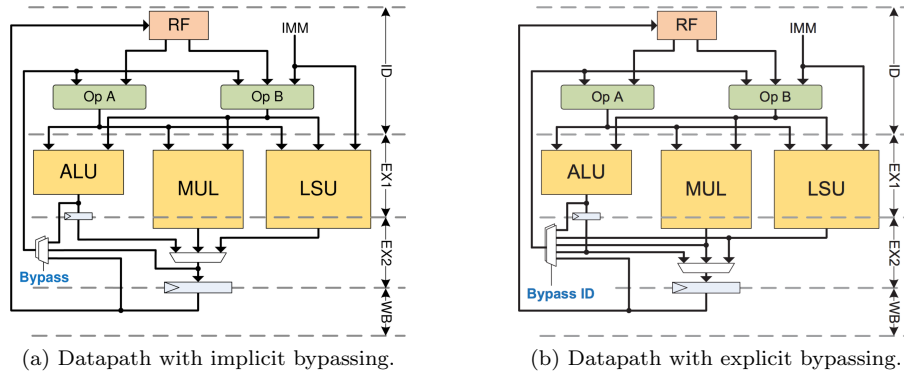 RF
IMM
ID
Op A
Op B
ALU
MUL
LSU
EX1
EX2
Bypass
WB
(a) Datapath with implicit bypassing.
RF
IMM
ID
Op A
Op B
ALU
MUL
LSU
EX1
EX2
Bypass ID
WB
(b) Datapath with explicit bypassing.